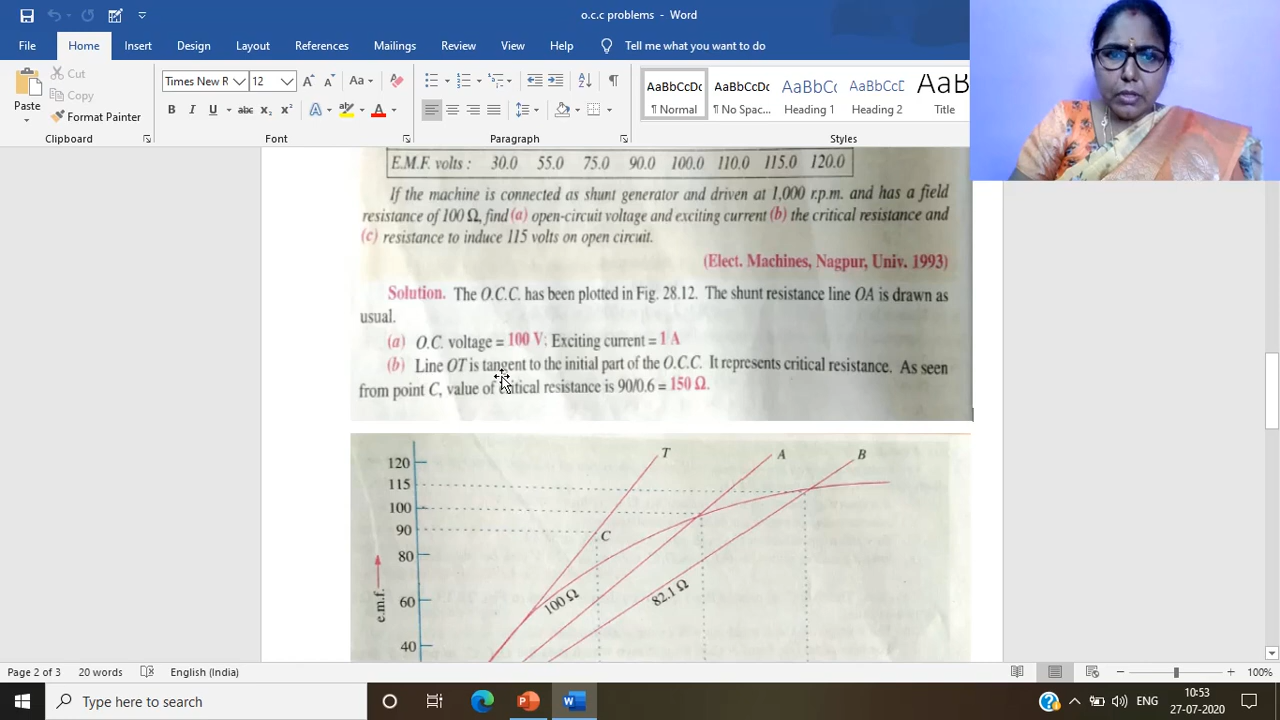 o.c.c problems - Word
File Home Insert Design Layout References Mailings Review View Help Tell me what you want to do
Cut
Copy
Format Painter
Paste
Times New R 12
AaBbCcDc AaBbCcDc AaBbCc AaBbCcD AaBbC
¶ Normal ¶ No Spac... Heading 1 Heading 2 Title
Clipboard Font Paragraph Styles
E.M.F. volts : 30.0 55.0 75.0 90.0 100.0 110.0 115.0 120.0
If the machine is connected as shunt generator and driven at 1,000 r.p.m. and has a field
resistance of 100 Ω, find (a) open-circuit voltage and exciting current (b) the critical resistance and
(c) resistance to induce 115 volts on open circuit.
(Elect. Machines, Nagpur, Univ. 1993)
Solution. The O.C.C. has been plotted in Fig. 28.12. The shunt resistance line OA is drawn as
usual.
(a) O.C. voltage = 100 V: Exciting current = 1 A
(b) Line OT is tangent to the initial part of the O.C.C. It represents critical resistance. As seen
from point C, value of critical resistance is 90/0.6 = 150 Ω.
T A B
120
115
100
90
C
80
60
100 Ω
82.1 Ω
e.m.f.
40
Page 2 of 3 20 words English (India) 100%
Type here to search
ENG
10:53
27-07-2020